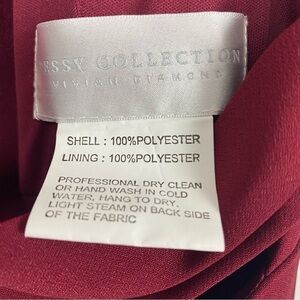 COLLECTION
VIVIAN DIAMOND
SHELL : 100%POLYESTER
LINING : 100%POLYESTER
PROFESSIONAL DRY CLEAN
OR HAND WASH IN COLD
WATER, HANG TO DRY.
LIGHT STEAM ON BACK SIDE
OF THE FABRIC